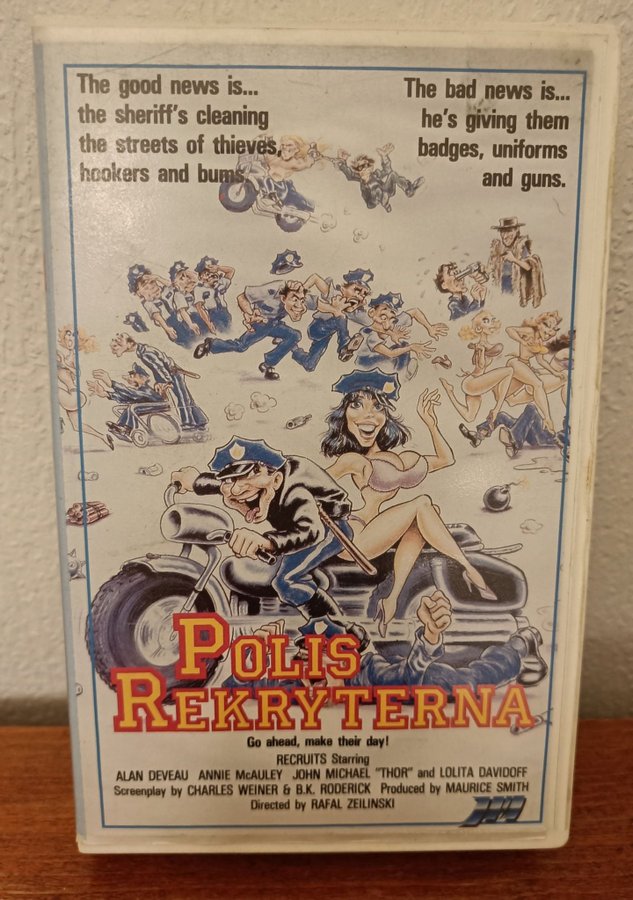 The good news is...
the sheriff's cleaning
the streets of thieves,
hookers and bums
The bad news is...
he's giving them
badges, uniforms
and guns.
POLIS
REKRYTERNA
Go ahead, make their day!
RECRUITS Starring
ALAN DEVEAU ANNIE McAULEY JOHN MICHAEL "THOR" and LOLITA DAVIDOFF
Screenplay by CHARLES WEINER & B.K. RODERICK Produced by MAURICE SMITH
Directed by RAFAL ZEILINSKI